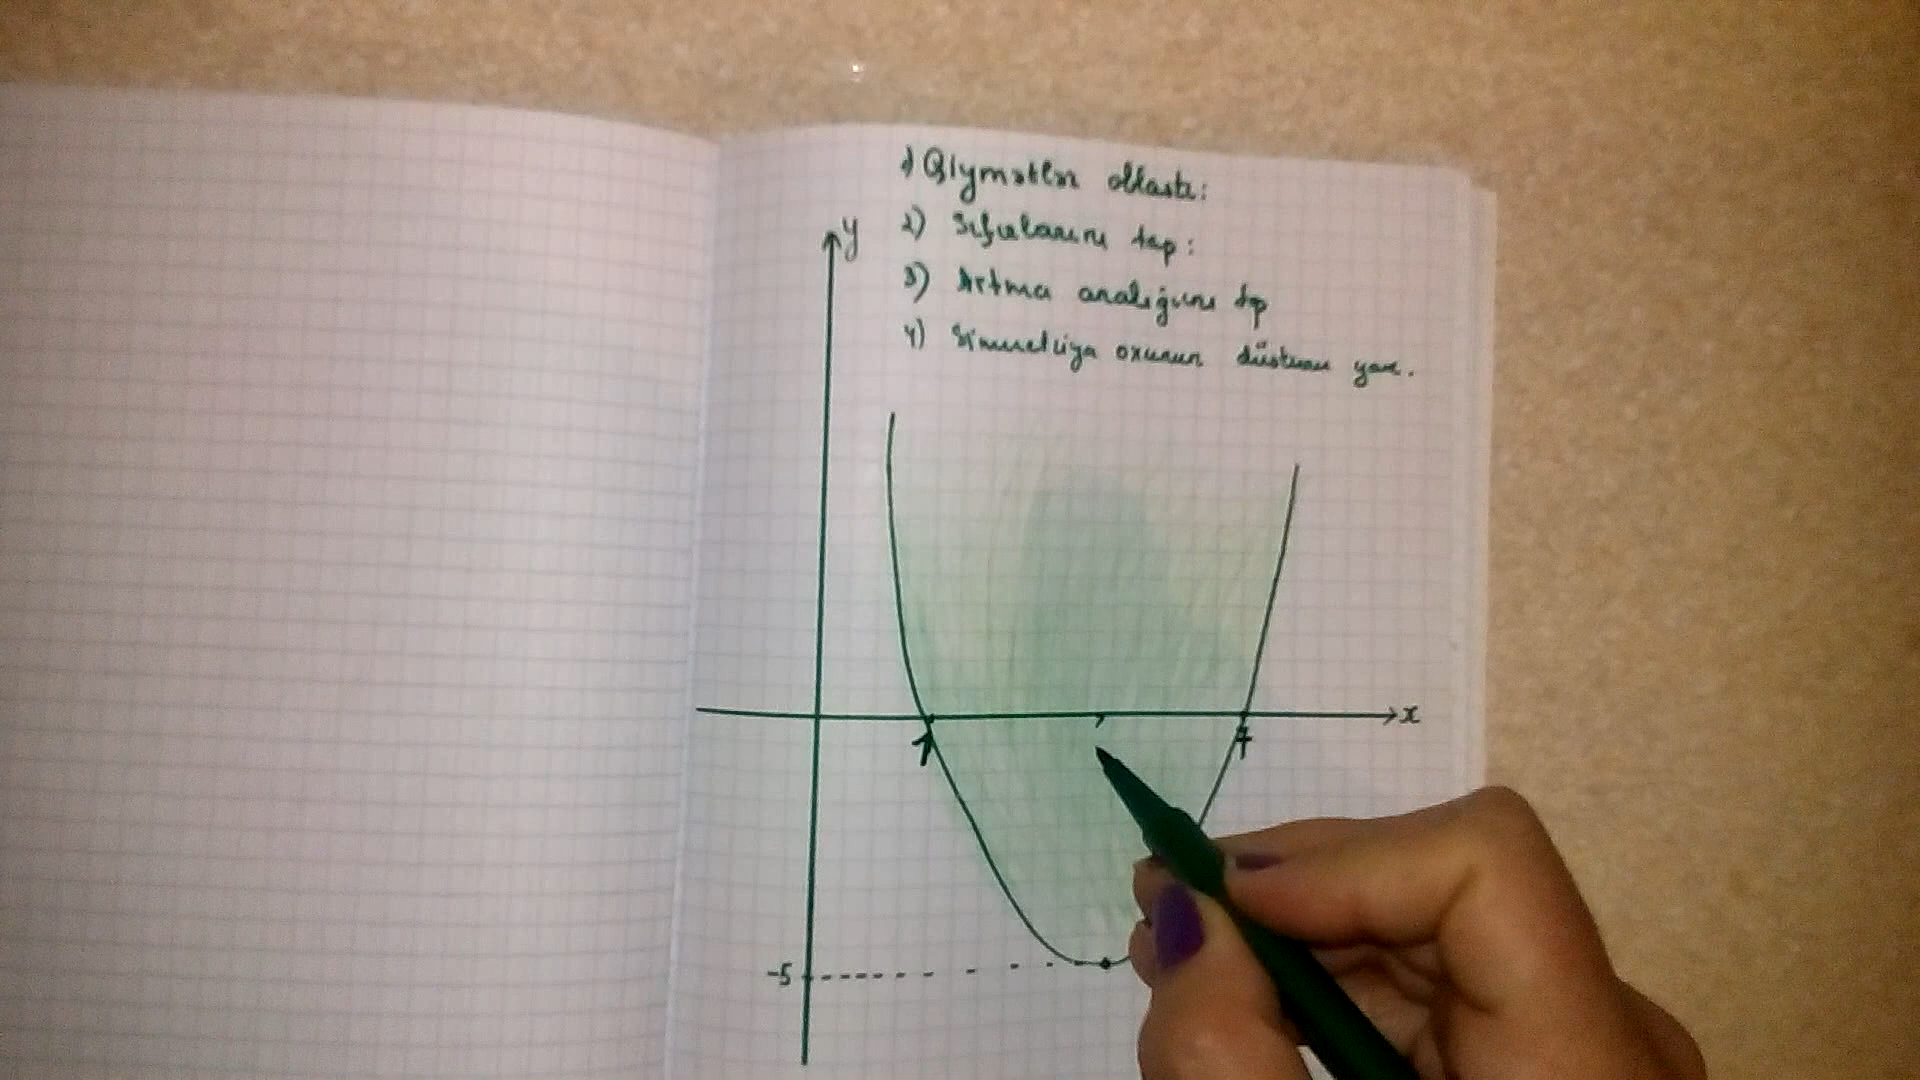 1) Qiymətlər oblastı:
2) Sıfırlarını tap:
3) Artma aralığını tap
4) Simmetriya oxunun düsturunu yaz.
y
x
1
7
-5